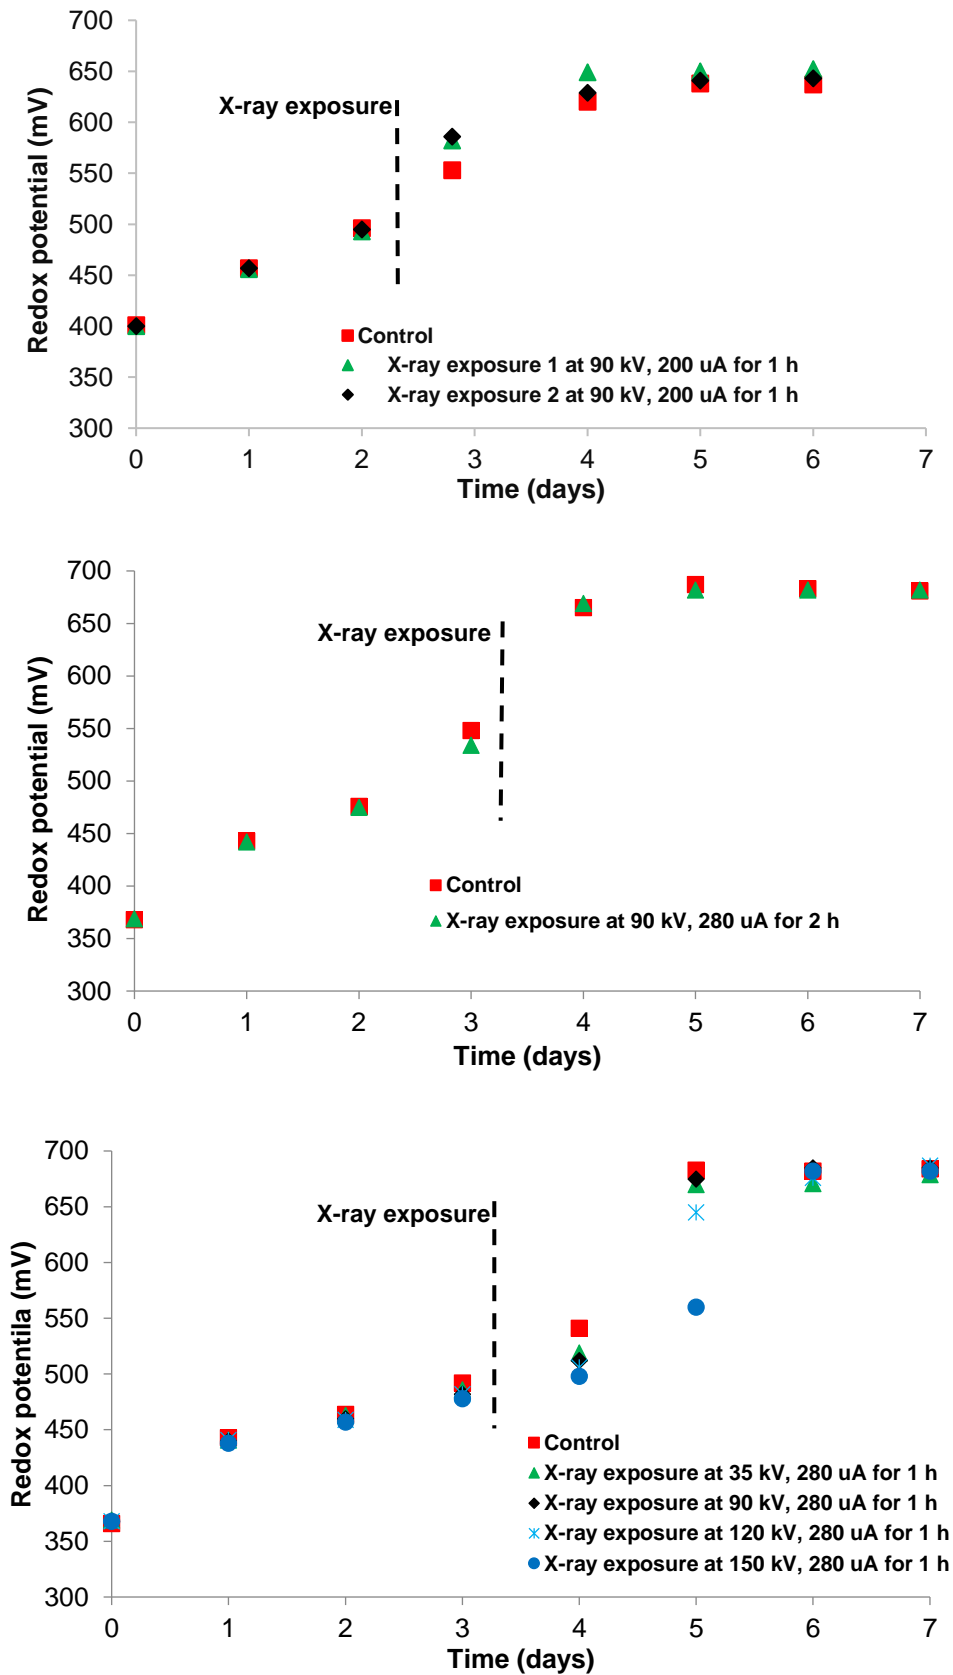 700
650
600
550
500
450
400
350
300
Redox potential (mV)
X-ray exposure
Control
X-ray exposure 1 at 90 kV, 200 uA for 1 h
X-ray exposure 2 at 90 kV, 200 uA for 1 h
0 1 2 3 4 5 6 7
Time (days)
700
650
600
550
500
450
400
350
300
Redox potential (mV)
X-ray exposure
Control
X-ray exposure at 90 kV, 280 uA for 2 h
0 1 2 3 4 5 6 7
Time (days)
700
650
600
550
500
450
400
350
300
Redox potentila (mV)
X-ray exposure
Control
X-ray exposure at 35 kV, 280 uA for 1 h
X-ray exposure at 90 kV, 280 uA for 1 h
X-ray exposure at 120 kV, 280 uA for 1 h
X-ray exposure at 150 kV, 280 uA for 1 h
0 1 2 3 4 5 6 7
Time (days)